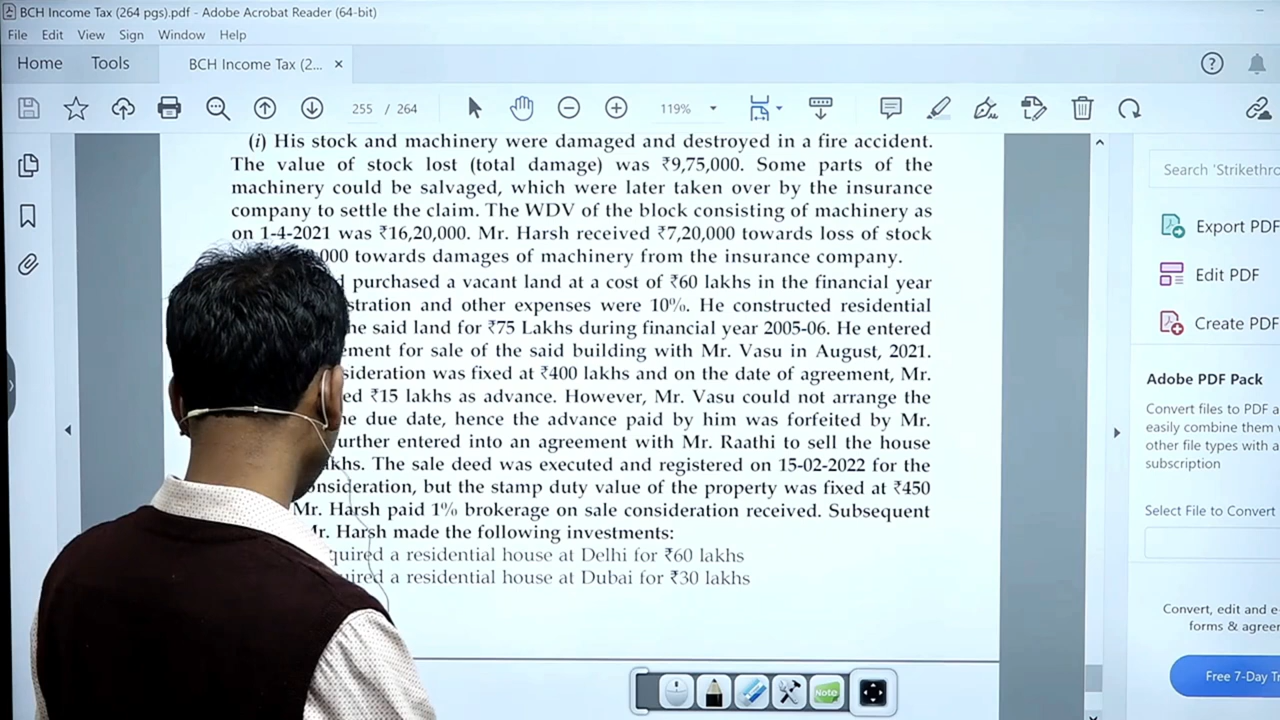 BCH Income Tax (264 pgs).pdf - Adobe Acrobat Reader (64-bit)
File Edit View Sign Window Help
Home Tools BCH Income Tax (2... ×
255 / 264 119%
(i) His stock and machinery were damaged and destroyed in a fire accident.
The value of stock lost (total damage) was ₹9,75,000. Some parts of the
machinery could be salvaged, which were later taken over by the insurance
company to settle the claim. The WDV of the block consisting of machinery as
on 1-4-2021 was ₹16,20,000. Mr. Harsh received ₹7,20,000 towards loss of stock
000 towards damages of machinery from the insurance company.
purchased a vacant land at a cost of ₹60 lakhs in the financial year
stration and other expenses were 10%. He constructed residential
he said land for ₹75 Lakhs during financial year 2005-06. He entered
ement for sale of the said building with Mr. Vasu in August, 2021.
sideration was fixed at ₹400 lakhs and on the date of agreement, Mr.
ed ₹15 lakhs as advance. However, Mr. Vasu could not arrange the
e due date, hence the advance paid by him was forfeited by Mr.
urther entered into an agreement with Mr. Raathi to sell the house
khs. The sale deed was executed and registered on 15-02-2022 for the
onsideration, but the stamp duty value of the property was fixed at ₹450
Mr. Harsh paid 1% brokerage on sale consideration received. Subsequent
Mr. Harsh made the following investments:
quired a residential house at Delhi for ₹60 lakhs
uired a residential house at Dubai for ₹30 lakhs
Search 'Strikethro
Export PDF
Edit PDF
Create PDF
Adobe PDF Pack
Convert files to PDF a
easily combine them
other file types with a
subscription
Select File to Convert
Convert, edit and e-
forms & agreer
Free 7-Day Tr
Note